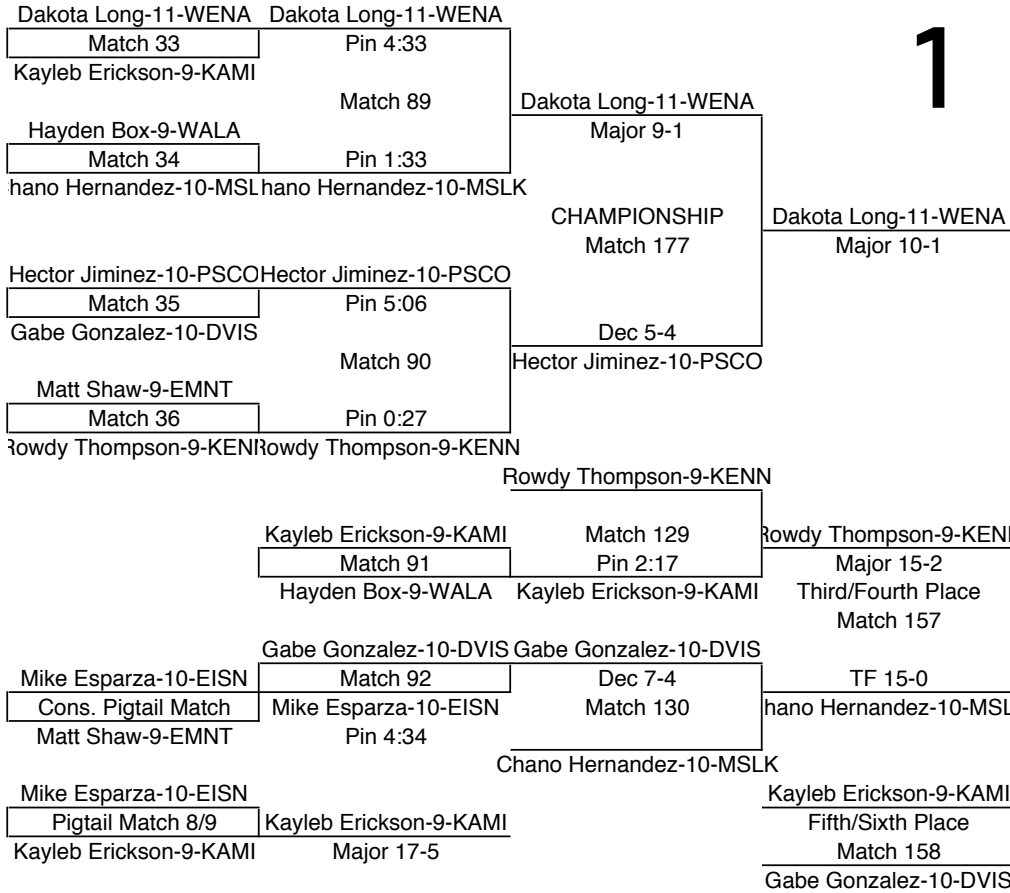 Dakota Long-11-WENA Dakota Long-11-WENA
Match 33 Pin 4:33 1
Kayleb Erickson-9-KAMI
Match 89 Dakota Long-11-WENA
Hayden Box-9-WALA Major 9-1
Match 34 Pin 1:33
hano Hernandez-10-MSL hano Hernandez-10-MSLK
CHAMPIONSHIP Dakota Long-11-WENA
Match 177 Major 10-1
Hector Jiminez-10-PSCO Hector Jiminez-10-PSCO
Match 35 Pin 5:06
Gabe Gonzalez-10-DVIS Dec 5-4
Match 90 Hector Jiminez-10-PSCO
Matt Shaw-9-EMNT
Match 36 Pin 0:27
Rowdy Thompson-9-KENN Rowdy Thompson-9-KENN
Rowdy Thompson-9-KENN
Kayleb Erickson-9-KAMI Match 129 Rowdy Thompson-9-KENN
Match 91 Pin 2:17 Major 15-2
Hayden Box-9-WALA Kayleb Erickson-9-KAMI Third/Fourth Place
Match 157
Gabe Gonzalez-10-DVIS Gabe Gonzalez-10-DVIS
Mike Esparza-10-EISN Match 92 Dec 7-4 TF 15-0
Cons. Pigtail Match Mike Esparza-10-EISN Match 130 hano Hernandez-10-MSL
Matt Shaw-9-EMNT Pin 4:34
Chano Hernandez-10-MSLK
Mike Esparza-10-EISN Kayleb Erickson-9-KAMI
Pigtail Match 8/9 Kayleb Erickson-9-KAMI Fifth/Sixth Place
Kayleb Erickson-9-KAMI Major 17-5 Match 158
Gabe Gonzalez-10-DVIS